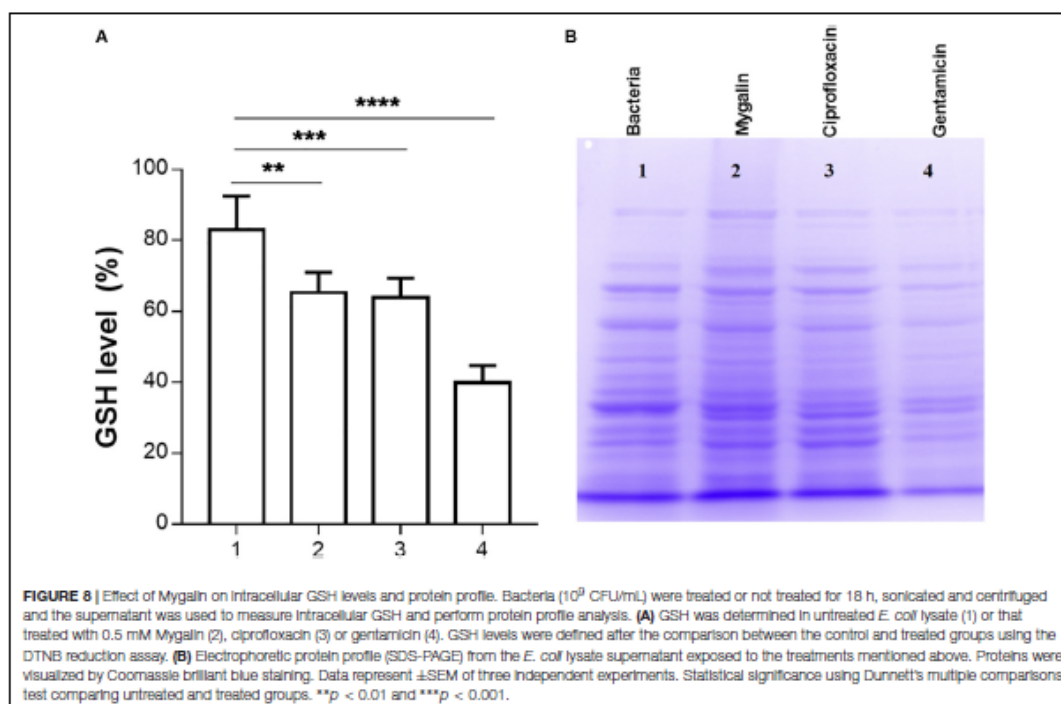 A
B
****
***
**
100
80
60
40
20
0
GSH level (%)
1 2 3 4
Bacteria
Mygalin
Ciprofloxacin
Gentamicin
1 2 3 4
FIGURE 8 | Effect of Mygalin on intracellular GSH levels and protein profile. Bacteria (10⁹ CFU/mL) were treated or not treated for 18 h, sonicated and centrifuged
and the supernatant was used to measure intracellular GSH and perform protein profile analysis. (A) GSH was determined in untreated E. coli lysate (1) or that
treated with 0.5 mM Mygalin (2), ciprofloxacin (3) or gentamicin (4). GSH levels were defined after the comparison between the control and treated groups using the
DTNB reduction assay. (B) Electrophoretic protein profile (SDS-PAGE) from the E. coli lysate supernatant exposed to the treatments mentioned above. Proteins were
visualized by Coomassie brilliant blue staining. Data represent ±SEM of three independent experiments. Statistical significance using Dunnett's multiple comparisons
test comparing untreated and treated groups. **p < 0.01 and ***p < 0.001.